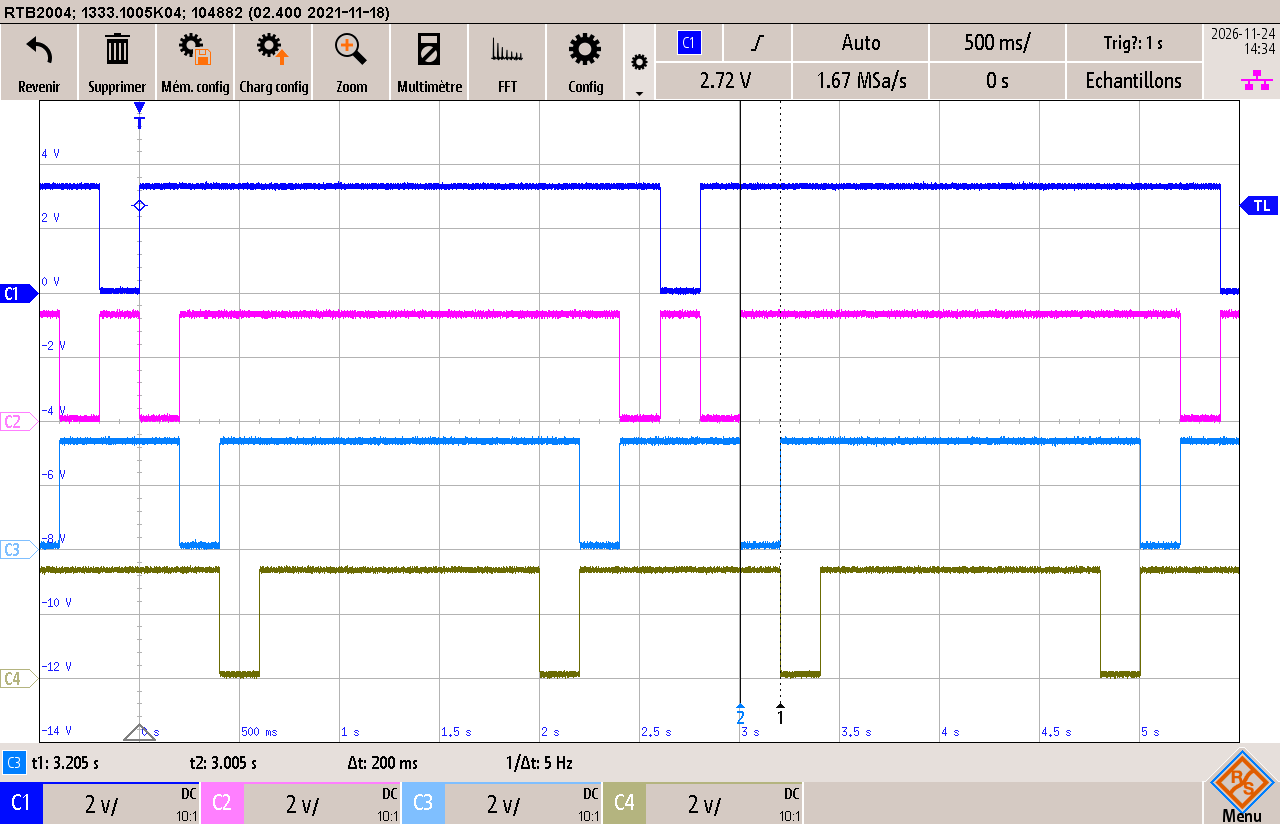 RTB2004; 1333.1005K04; 104882 (02.400 2021-11-18)
Revenir
Supprimer
Mém. config
Charg config
Zoom
Multimètre
FFT
Config
C1
Auto
500 ms/
Trig?: 1 s
2.72 V
1.67 MSa/s
0 s
Echantillons
2026-11-24
14:34
T
4 V
TL
2 V
0 V
C1
-2 V
-4 V
C2
-6 V
-8 V
C3
-10 V
-12 V
C4
-14 V
2
1
0 s
500 ms
1 s
1.5 s
2 s
2.5 s
3 s
3.5 s
4 s
4.5 s
5 s
C3 t1: 3.205 s t2: 3.005 s Δt: 200 ms 1/Δt: 5 Hz
C1 2 V/ DC 10:1
C2 2 V/ DC 10:1
C3 2 V/ DC 10:1
C4 2 V/ DC 10:1
R S
Menu